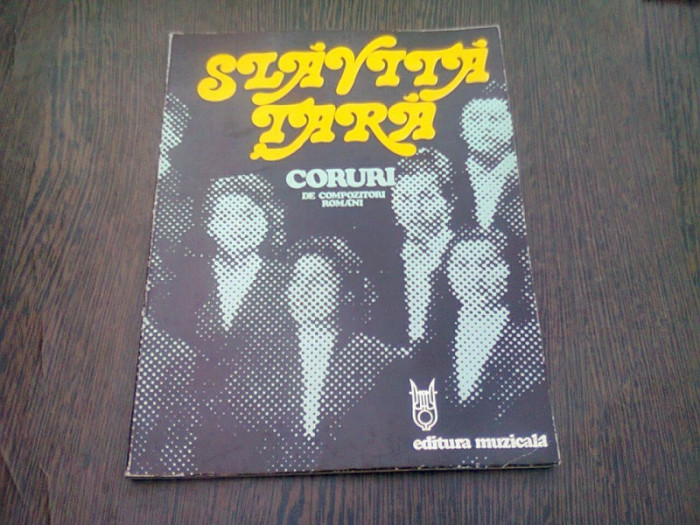 SLĂVITĂ
ȚARĂ
CORURI
DE COMPOZITORI
ROMÂNI
editura muzicală